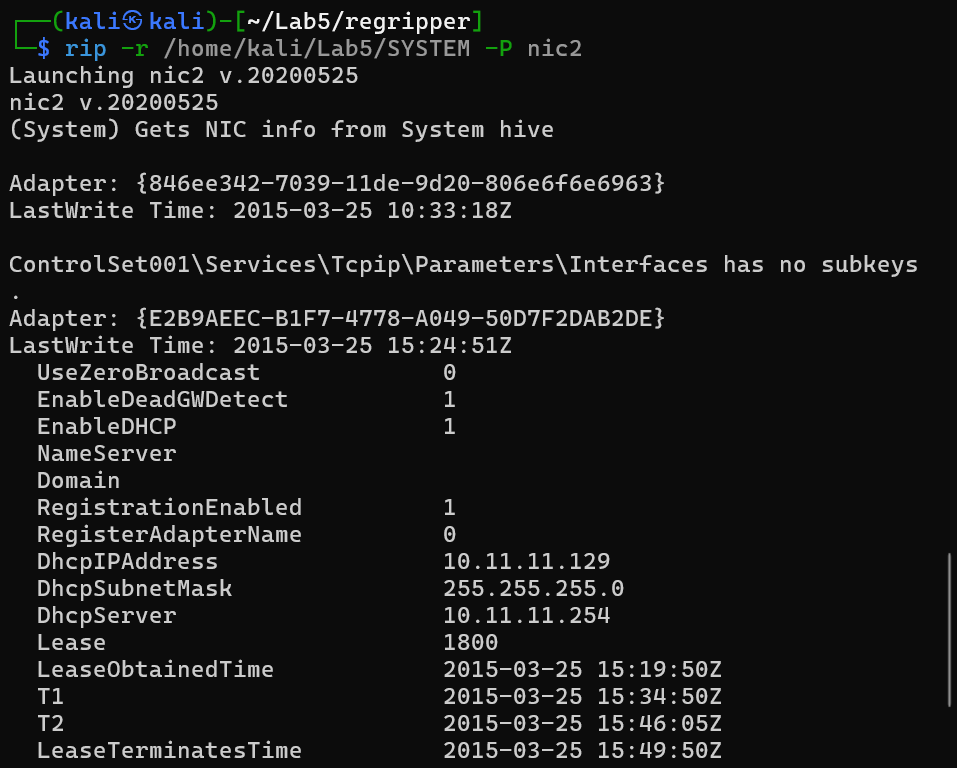 ┌──(kali㉿kali)-[~/Lab5/regripper]
└─$ rip -r /home/kali/Lab5/SYSTEM -P nic2
Launching nic2 v.20200525
nic2 v.20200525
(System) Gets NIC info from System hive

Adapter: {846ee342-7039-11de-9d20-806e6f6e6963}
LastWrite Time: 2015-03-25 10:33:18Z

ControlSet001\Services\Tcpip\Parameters\Interfaces has no subkeys
.
Adapter: {E2B9AEEC-B1F7-4778-A049-50D7F2DAB2DE}
LastWrite Time: 2015-03-25 15:24:51Z
  UseZeroBroadcast             0
  EnableDeadGWDetect           1
  EnableDHCP                   1
  NameServer
  Domain
  RegistrationEnabled          1
  RegisterAdapterName          0
  DhcpIPAddress                10.11.11.129
  DhcpSubnetMask               255.255.255.0
  DhcpServer                   10.11.11.254
  Lease                        1800
  LeaseObtainedTime            2015-03-25 15:19:50Z
  T1                           2015-03-25 15:34:50Z
  T2                           2015-03-25 15:46:05Z
  LeaseTerminatesTime          2015-03-25 15:49:50Z